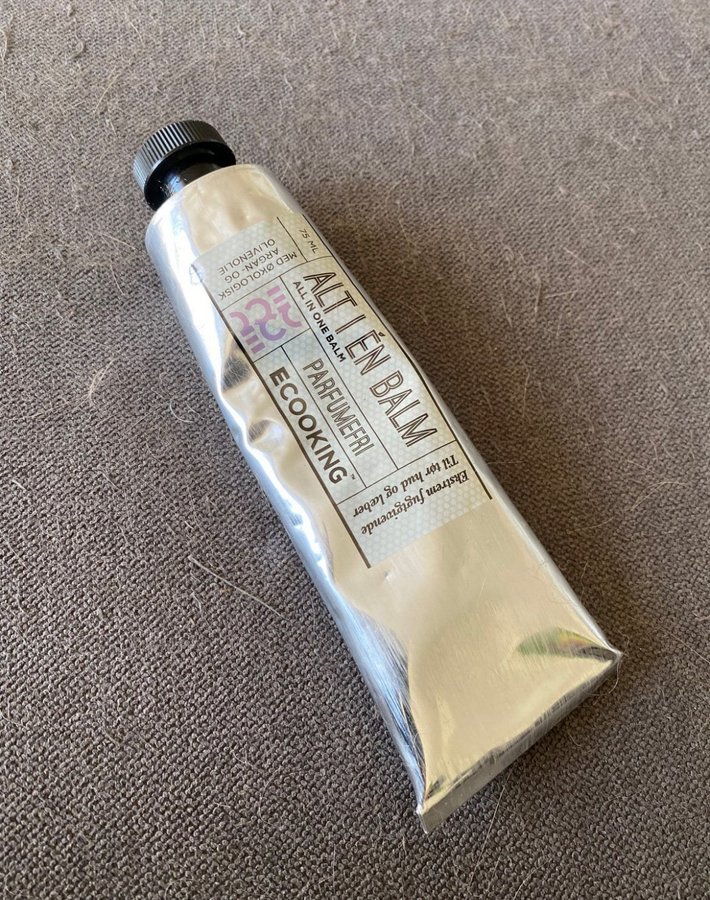 75 ML
ALT I ÉN BALM
ALL IN ONE BALM
MED ØKOLOGISK
ARGAN- OG
OLIVENOLIE
PARFUMEFRI
ECOOKING™
Ekstrem fugtgivende
Til tør hud og læber